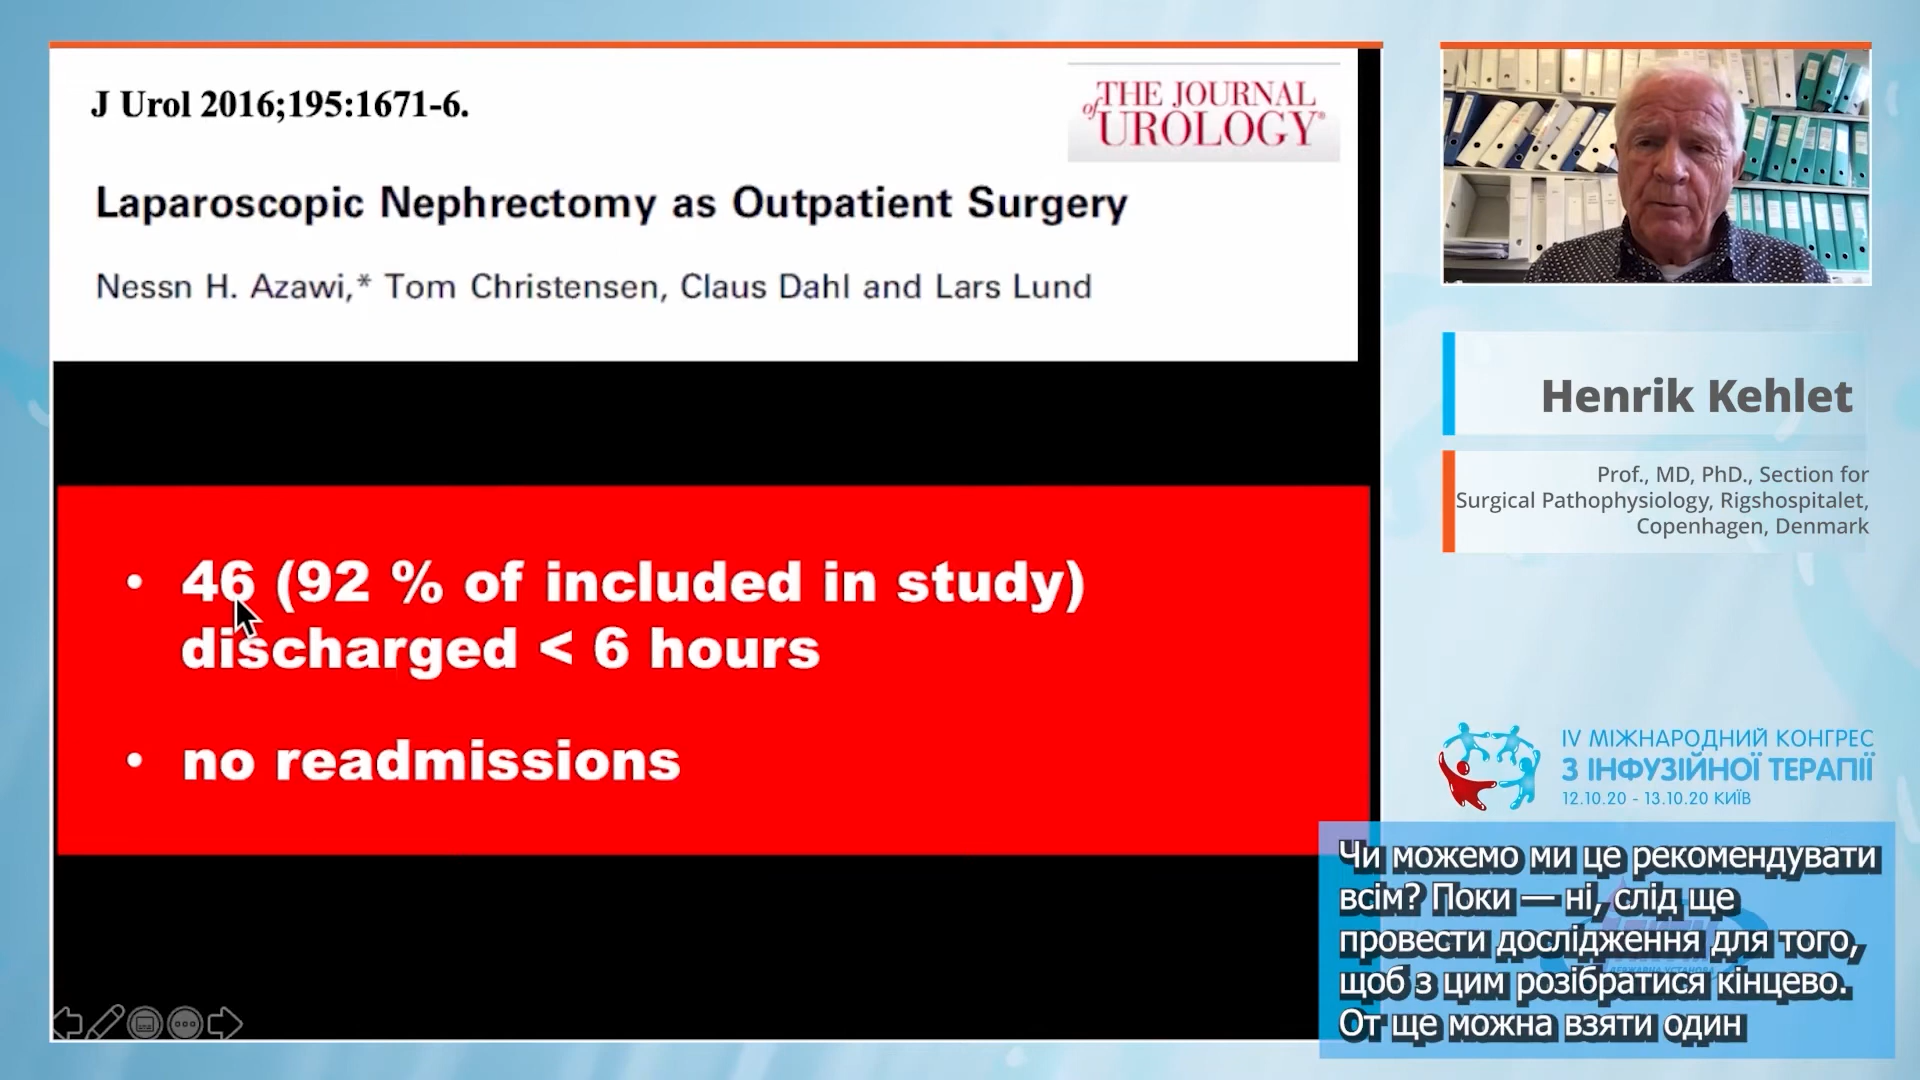 J Urol 2016;195:1671-6.
THE JOURNAL
of UROLOGY®
Laparoscopic Nephrectomy as Outpatient Surgery
Nessn H. Azawi,* Tom Christensen, Claus Dahl and Lars Lund
• 46 (92 % of included in study)
discharged < 6 hours
• no readmissions
Henrik Kehlet
Prof., MD, PhD., Section for
Surgical Pathophysiology, Rigshospitalet,
Copenhagen, Denmark
IV МІЖНАРОДНИЙ КОНГРЕС
З ІНФУЗІЙНОЇ ТЕРАПІЇ
12.10.20 - 13.10.20 КИЇВ
Чи можемо ми це рекомендувати
всім? Поки — ні, слід ще
провести дослідження для того,
щоб з цим розібратися кінцево.
От ще можна взяти один